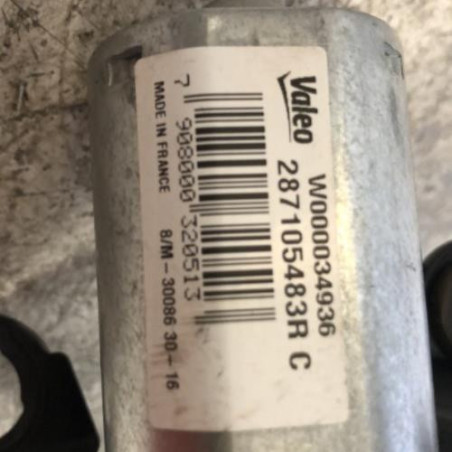 Valeo
W000034936
287105483R C
7 908000 320513
MADE IN FRANCE 8/M-30086 30-16